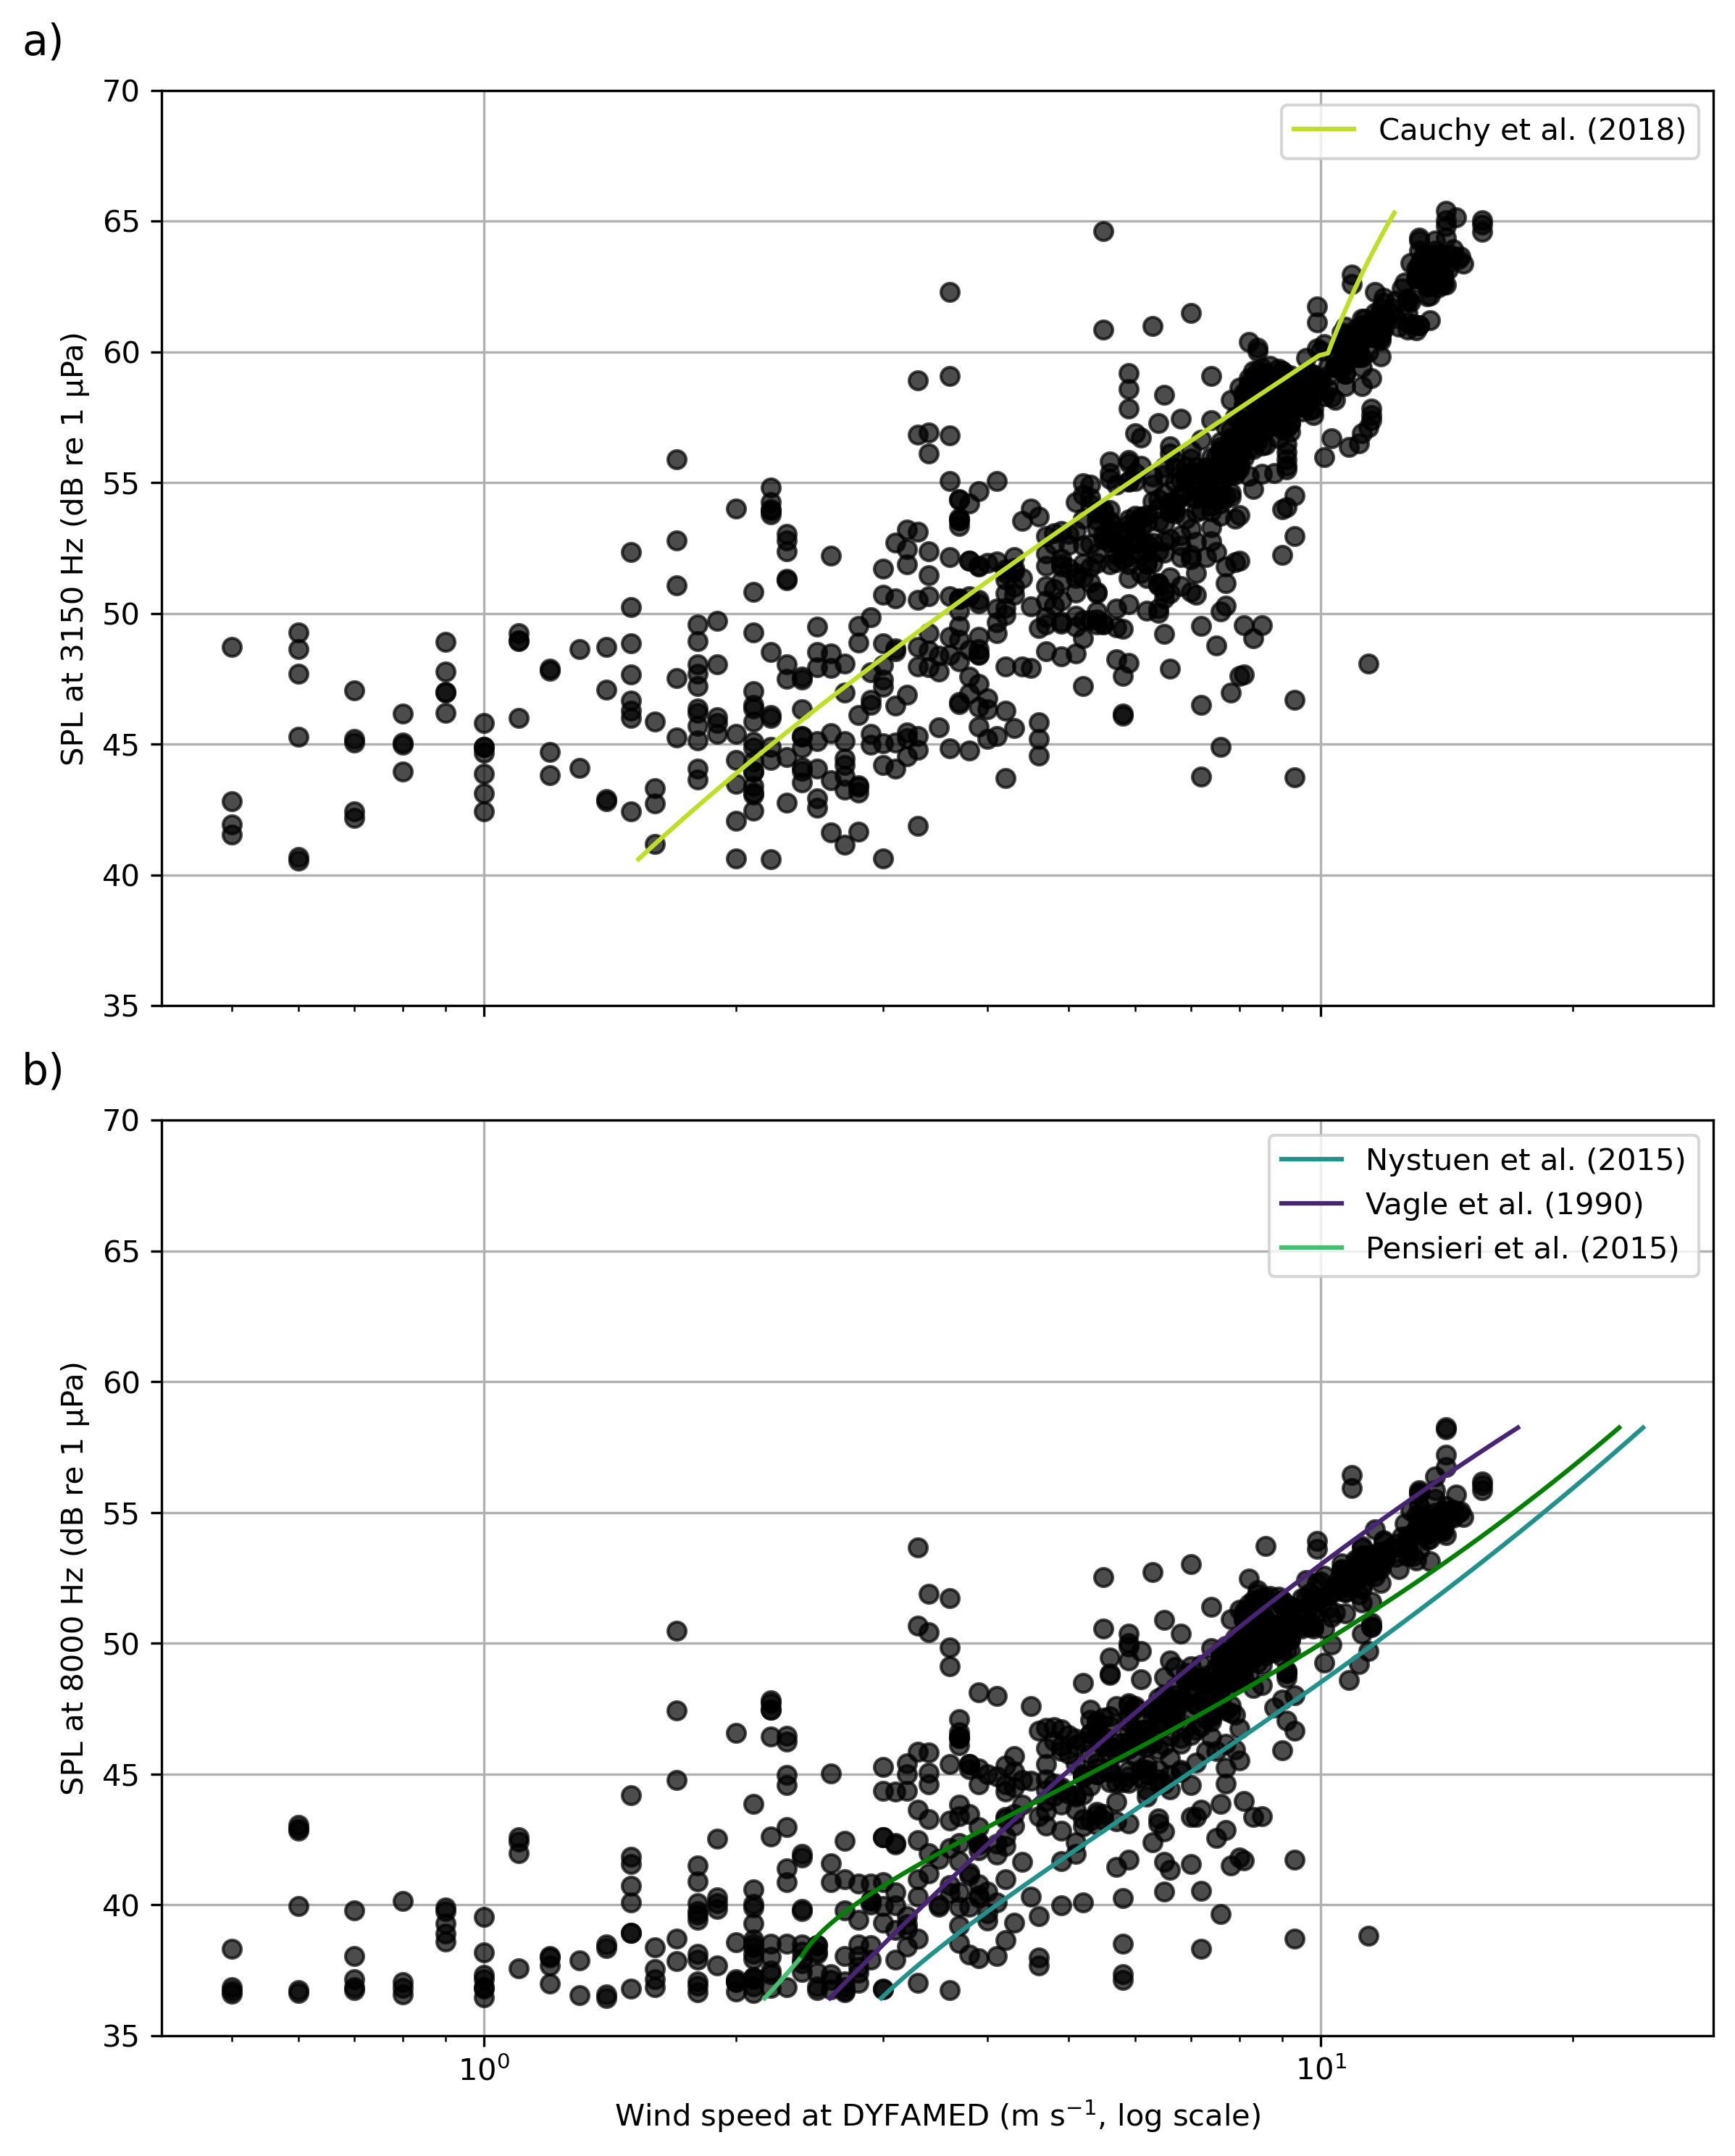 a)
70
65
60
55
50
45
40
35
SPL at 3150 Hz (dB re 1 µPa)
Cauchy et al. (2018)
b)
70
65
60
55
50
45
40
35
SPL at 8000 Hz (dB re 1 µPa)
Nystuen et al. (2015)
Vagle et al. (1990)
Pensieri et al. (2015)
10⁰ 10¹
Wind speed at DYFAMED (m s⁻¹, log scale)